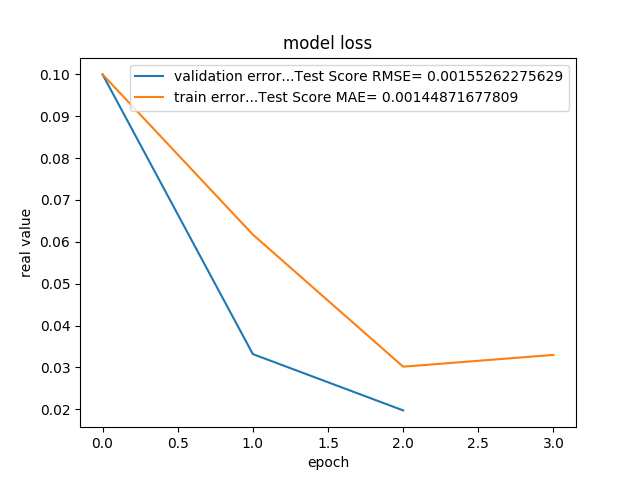 model loss
validation error...Test Score RMSE= 0.00155262275629
train error...Test Score MAE= 0.00144871677809
real value
0.10
0.09
0.08
0.07
0.06
0.05
0.04
0.03
0.02
0.0 0.5 1.0 1.5 2.0 2.5 3.0
epoch